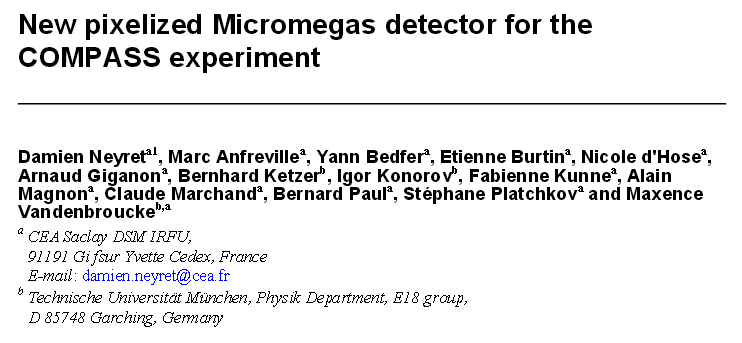 New pixelized Micromegas detector for the
COMPASS experiment
Damien Neyret^a1, Marc Anfreville^a, Yann Bedfer^a, Etienne Burtin^a, Nicole d'Hose^a,
Arnaud Giganon^a, Bernhard Ketzer^b, Igor Konorov^b, Fabienne Kunne^a, Alain
Magnon^a, Claude Marchand^a, Bernard Paul^a, Stéphane Platchkov^a and Maxence
Vandenbroucke^b,a
^a CEA Saclay DSM IRFU,
91191 Gif sur Yvette Cedex, France
E-mail: damien.neyret@cea.fr
^b Technische Universität München, Physik Department, E18 group,
D 85748 Garching, Germany